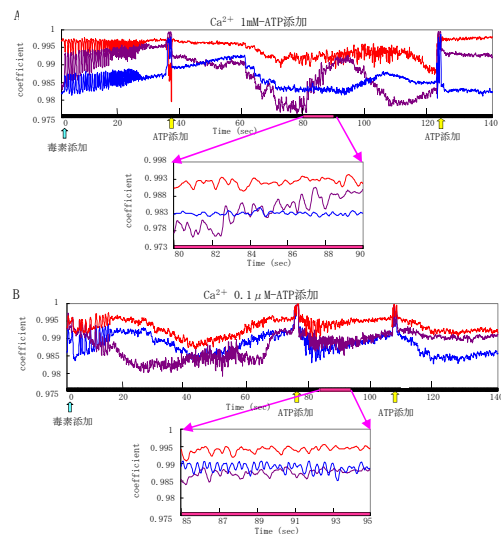 A
Ca²⁺ 1mM-ATP添加
coefficient
1
0.995
0.99
0.985
0.98
0.975
0 20 40 60 80 100 120 140
Time (sec)
毒素添加
ATP添加
ATP添加
coefficient
0.998
0.993
0.988
0.983
0.978
0.973
80 82 84 86 88 90
Time (sec)
B
Ca²⁺ 0.1μM-ATP添加
coefficient
1
0.995
0.985
0.98
0.975
0 20 40 60 80 100 120 140
Time (sec)
毒素添加
ATP添加
ATP添加
coefficient
1
0.995
0.99
0.985
0.98
0.975
85 87 89 91 93 95
Time (sec)